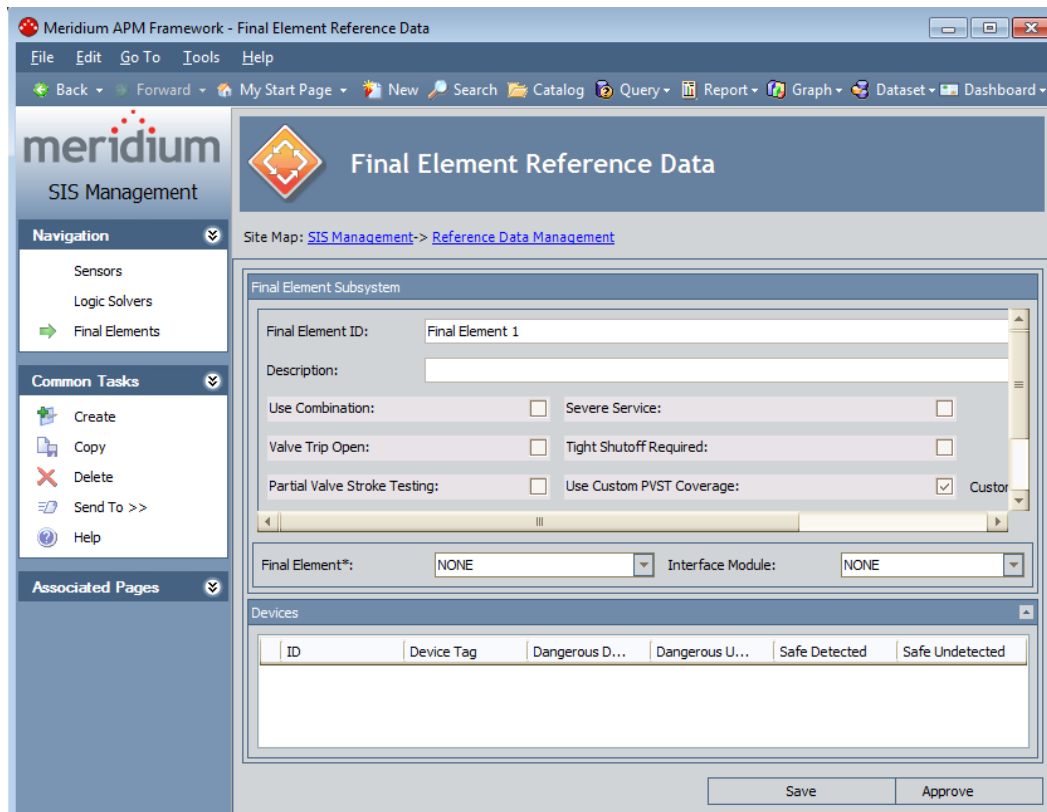 Meridium APM Framework - Final Element Reference Data
File Edit Go To Tools Help
Back Forward My Start Page New Search Catalog Query Report Graph Dataset Dashboard
meridium
SIS Management
Final Element Reference Data
Navigation
Sensors
Logic Solvers
Final Elements
Common Tasks
Create
Copy
Delete
Send To >>
Help
Associated Pages
Site Map: SIS Management-> Reference Data Management
Final Element Subsystem
Final Element ID: Final Element 1
Description:
Use Combination: Severe Service:
Valve Trip Open: Tight Shutoff Required:
Partial Valve Stroke Testing: Use Custom PVST Coverage: Custor
Final Element*: NONE Interface Module: NONE
Devices
ID Device Tag Dangerous D... Dangerous U... Safe Detected Safe Undetected
Save Approve